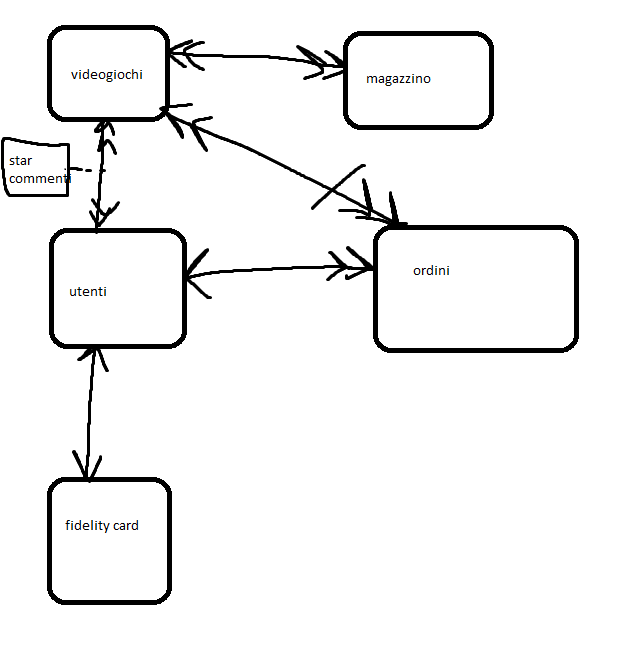 videogiochi
magazzino
star
commenti
utenti
ordini
fidelity card